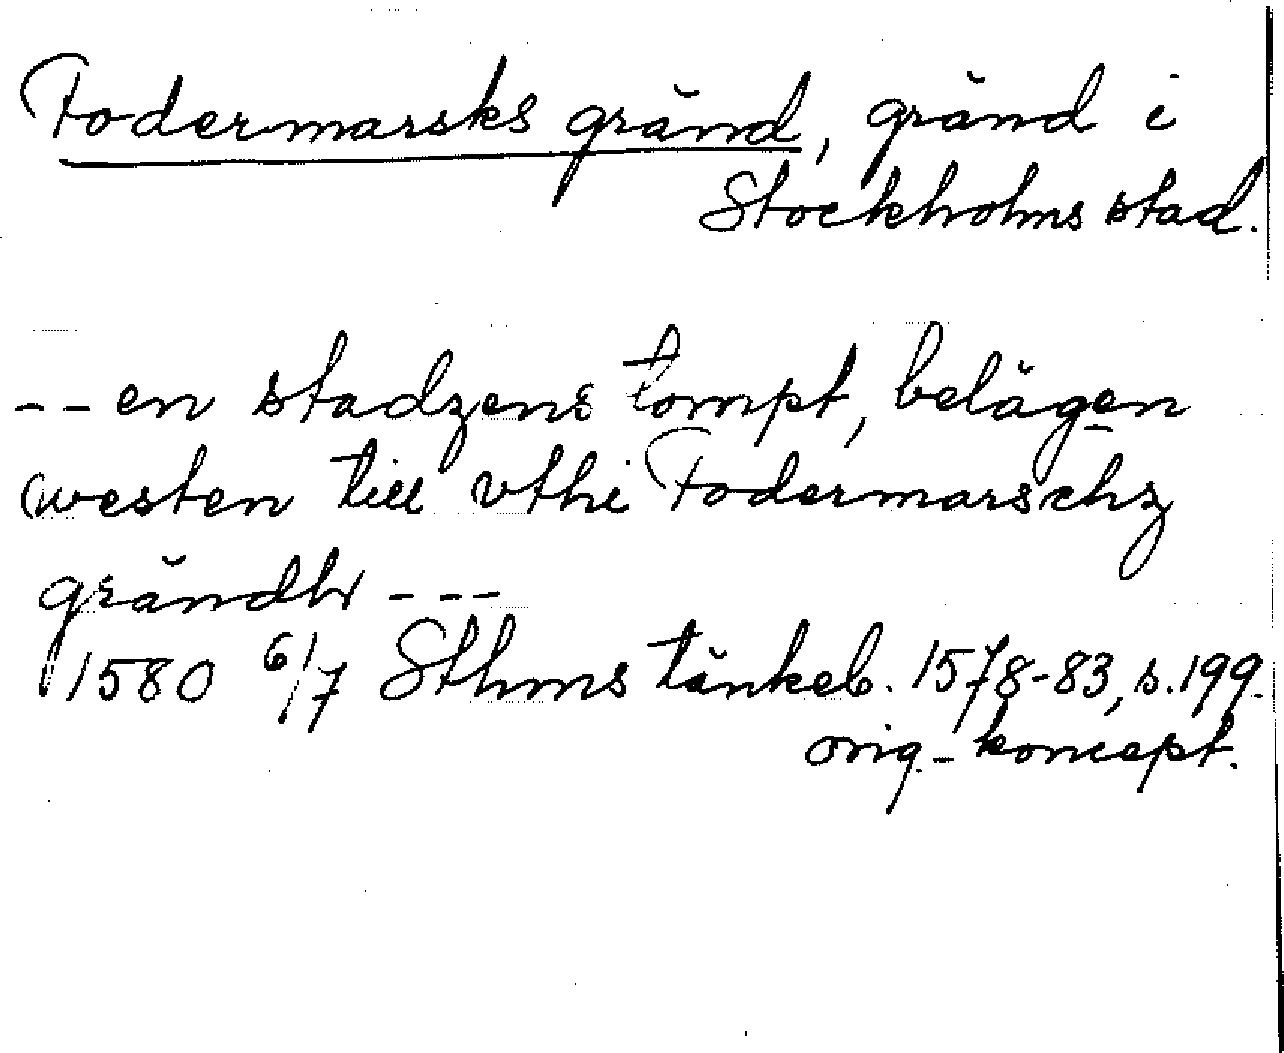 Fodermarsks gränd, gränd i
Stockholms stad.
-- en stadzens tompt, belägen
westen till vthi Fodermarschz
grändh ---
1580 6/7 Sthms tänkeb. 1578-83, s. 199.
orig.-koncept.